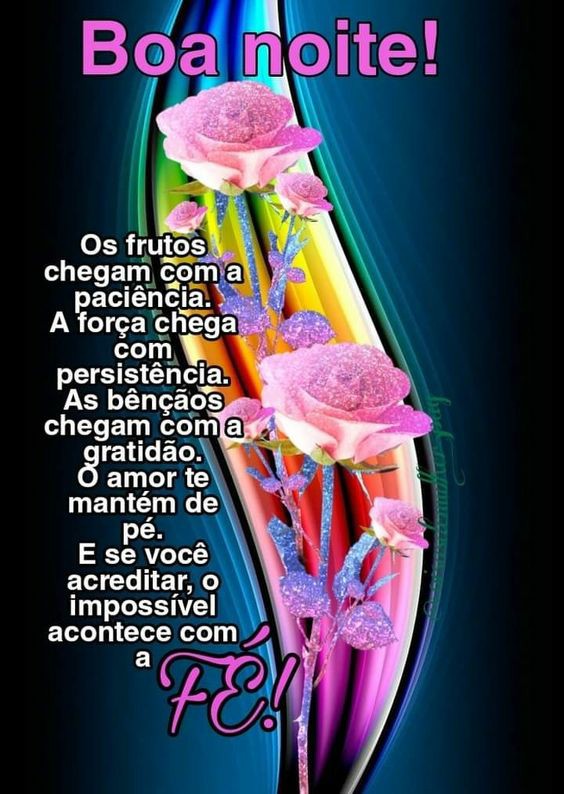 Boa noite!
Os frutos
chegam com a
paciência.
A força chega
com
persistência.
As bênçãos
chegam com a
gratidão.
O amor te
mantém de
pé.
E se você
acreditar, o
impossível
acontece com
a
FÉ!